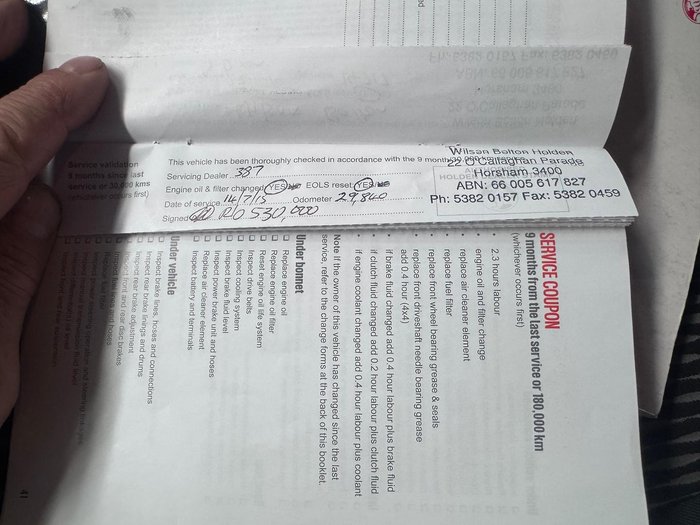 Service validation
9 months since last
service or 30,000 kms
(whichever occurs first)
This vehicle has been thoroughly checked in accordance with the 9 month/30,000 km
Servicing Dealer 387
Engine oil & filter changed YES/NO EOLS reset YES/NO
Date of service 14/7/15 Odometer 29,840
Signed RO 530,000
Wilson Bolton Holden
22 O'Callaghan Parade
Horsham 3400
ABN: 66 005 617 827
Ph: 5382 0157 Fax: 5382 0459
SERVICE COUPON
9 months from the last service or 180,000 km
(whichever occurs first)
• 2.3 hours labour
• engine oil and filter change
• replace air cleaner element
• replace fuel filter
• replace front wheel bearing grease & seals
• replace front driveshaft needle bearing grease
add 0.4 hour (4x4)
• if brake fluid changed add 0.4 hour labour plus brake fluid
• if clutch fluid changed add 0.2 hour labour plus clutch fluid
• if engine coolant changed add 0.4 hour labour plus coolant
Note If the owner of this vehicle has changed since the last
service, refer to the change forms at the back of this booklet.
Under bonnet
Replace engine oil
Replace engine oil filter
Reset engine oil life system
Inspect drive belts
Inspect cooling system
Inspect brake fluid level
Inspect power brake unit and hoses
Replace air cleaner element
Inspect battery and terminals
Under vehicle
Inspect brake lines, hoses and connections
Inspect rear brake linings and drums
Inspect rear brake adjustment
Inspect front and rear disc brakes
41